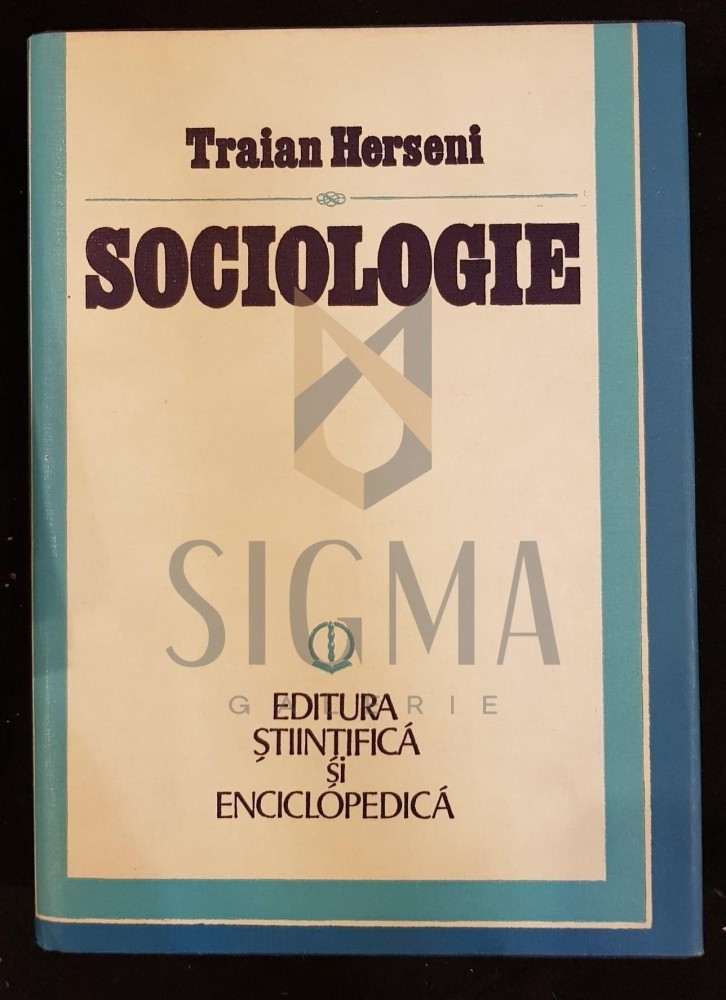 Traian Herseni
SOCIOLOGIE
SIGMA
GALERIE
EDITURA
ȘTIINȚIFICĂ
și
ENCICLOPEDICĂ